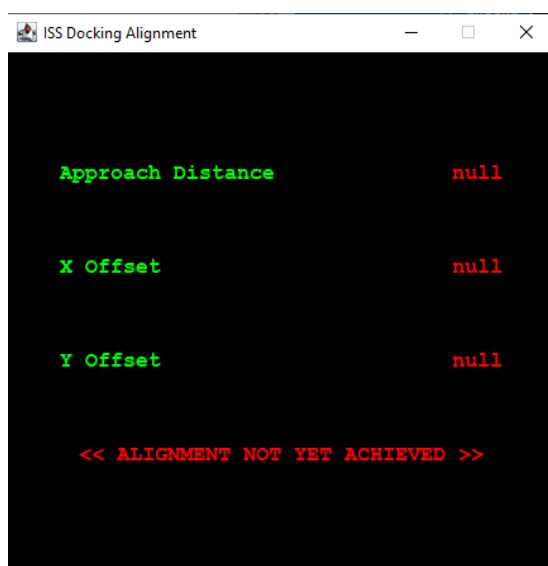 ISS Docking Alignment
Approach Distance null
X Offset null
Y Offset null
<< ALIGNMENT NOT YET ACHIEVED >>